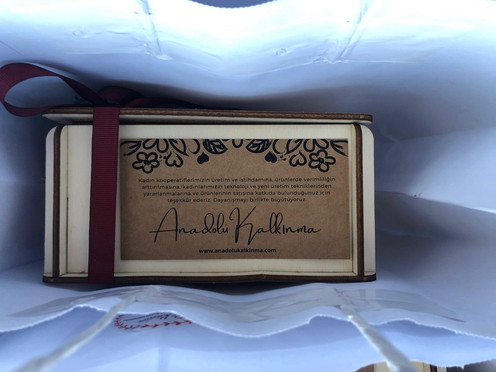 Kadın kooperatiflerimizin üretim ve istihdamına, ürünlerde verimliliğin
arttırılmasına, kadınlarımızın teknoloji ve yeni üretim tekniklerinden
yararlanmalarına ve ürünlerinin satışına katkıda bulunduğunuz için
teşekkür ederiz. Dayanışmayı birlikte büyütüyoruz.
Anadolu Kalkınma
www.anadolukalkinma.com